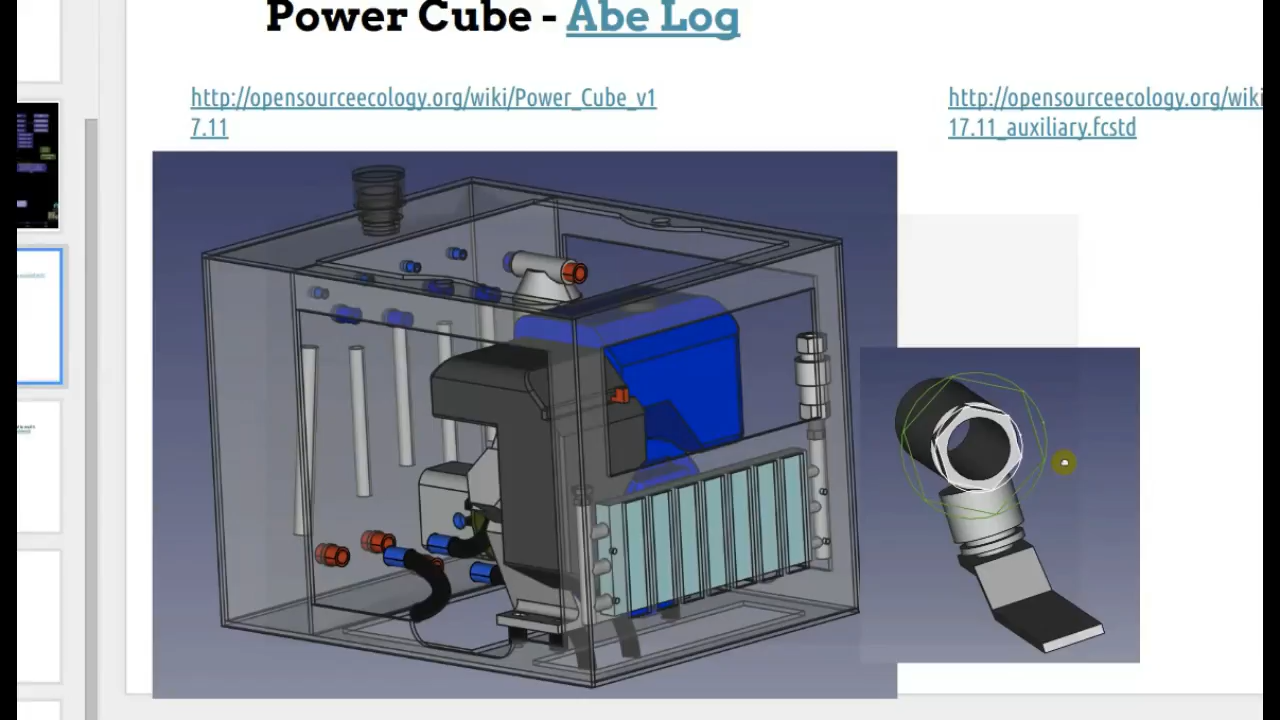 Power Cube - Abe Log
http://opensourceecology.org/wiki/Power_Cube_v1
7.11
http://opensourceecology.org/wiki
17.11_auxiliary.fcstd